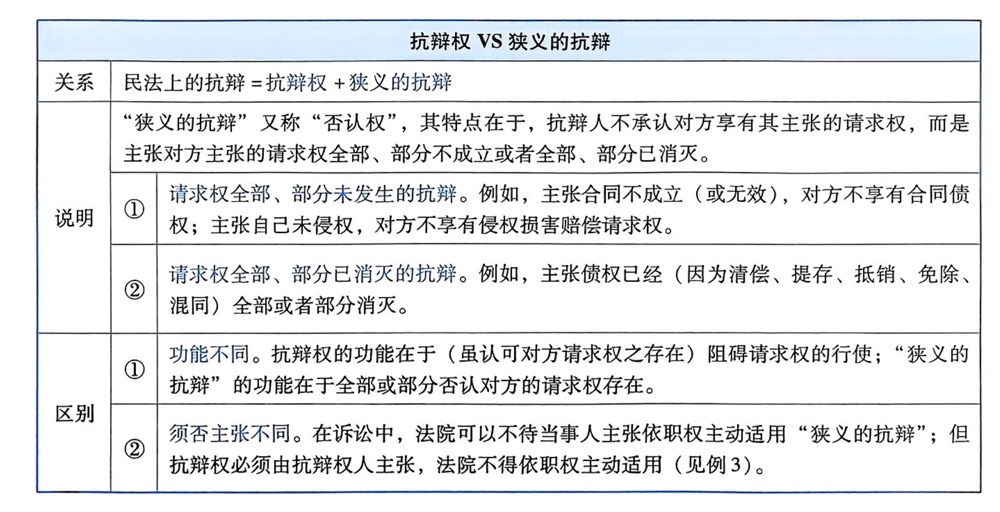 抗辩权 VS 狭义的抗辩
关系
民法上的抗辩=抗辩权+狭义的抗辩
说明
“狭义的抗辩”又称“否认权”，其特点在于，抗辩人不承认对方享有其主张的请求权，而是
主张对方主张的请求权全部、部分不成立或者全部、部分已消灭。
①
请求权全部、部分未发生的抗辩。例如，主张合同不成立（或无效），对方不享有合同债
权；主张自己未侵权，对方不享有侵权损害赔偿请求权。
②
请求权全部、部分已消灭的抗辩。例如，主张债权已经（因为清偿、提存、抵销、免除、
混同）全部或者部分消灭。
区别
①
功能不同。抗辩权的功能在于（虽认可对方请求权之存在）阻碍请求权的行使；“狭义的
抗辩”的功能在于全部或部分否认对方的请求权存在。
②
须否主张不同。在诉讼中，法院可以不待当事人主张依职权主动适用“狭义的抗辩”；但
抗辩权必须由抗辩权人主张，法院不得依职权主动适用（见例3）。